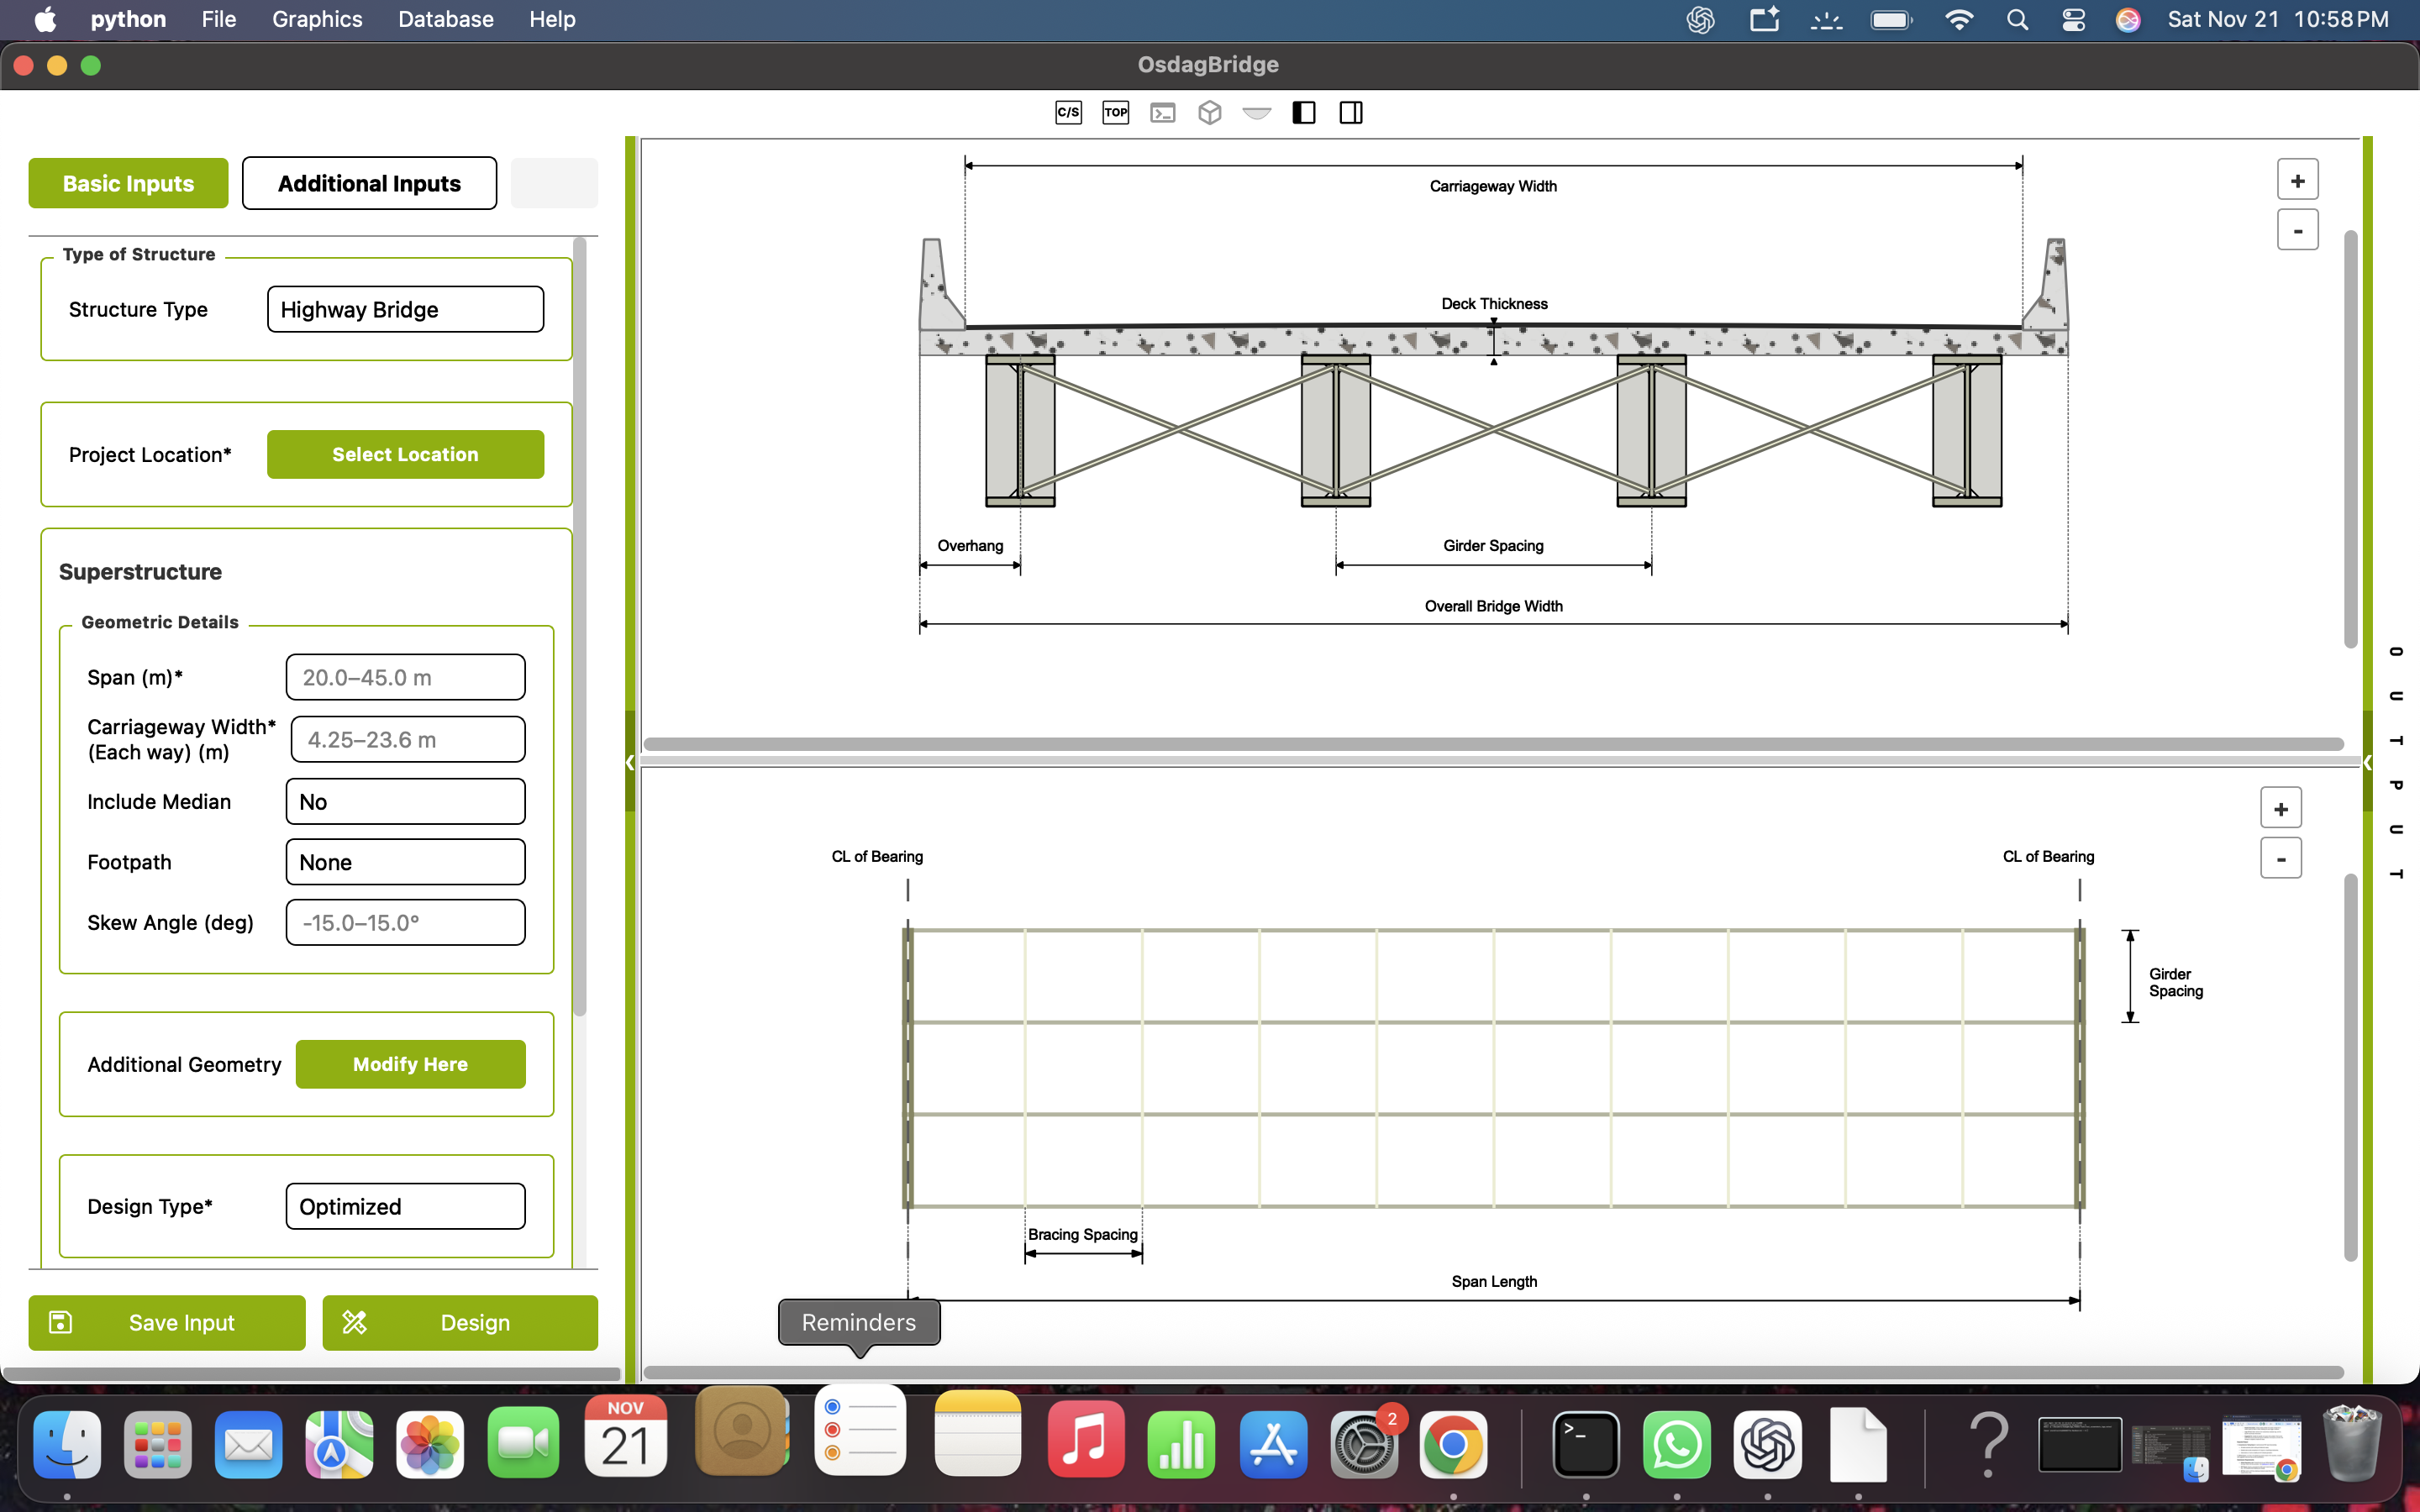 python File Graphics Database Help Sat Nov 21 10:58 PM
OsdagBridge
C/S TOP
Basic Inputs Additional Inputs
Type of Structure
Structure Type Highway Bridge
Project Location* Select Location
Superstructure
Geometric Details
Span (m)* 20.0–45.0 m
Carriageway Width*
(Each way) (m) 4.25–23.6 m
Include Median No
Footpath None
Skew Angle (deg) -15.0–15.0°
Additional Geometry Modify Here
Design Type* Optimized
Save Input Design
Carriageway Width
+
-
Deck Thickness
Overhang Girder Spacing
Overall Bridge Width
CL of Bearing CL of Bearing
+
-
Girder
Spacing
Bracing Spacing
Span Length
OUTPUT
Reminders
NOV
21
2